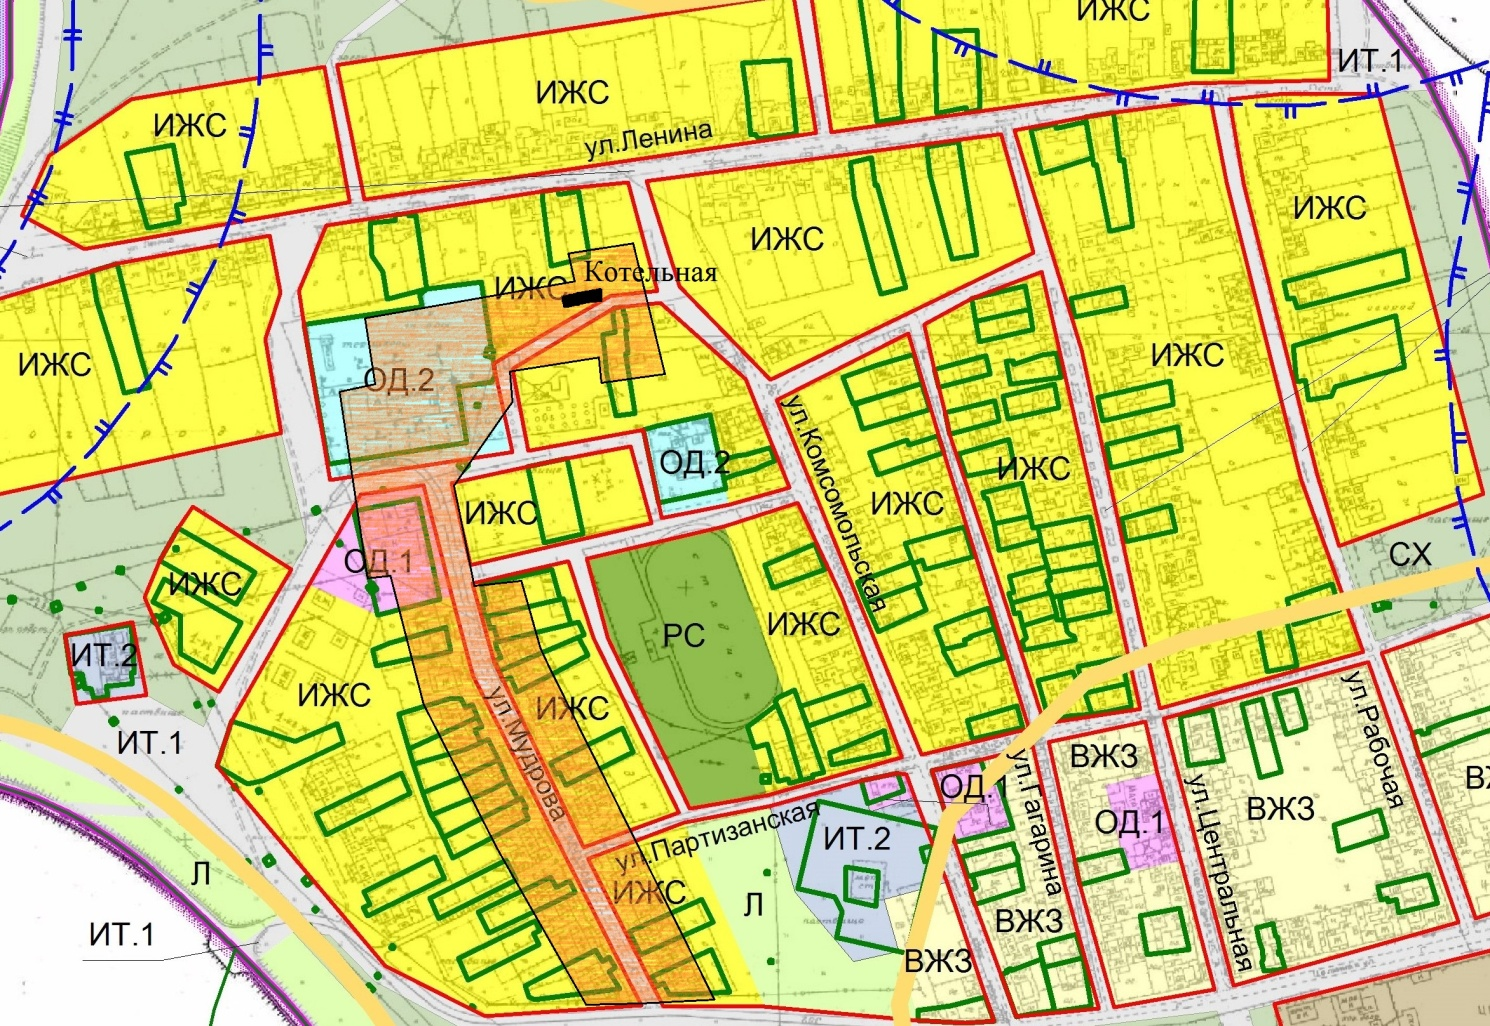 ИЖС
ИТ.1
ИЖС
ИЖС
ул.Ленина
ИЖС
ИЖС
Котельная
ИЖС
ИЖС
ИЖС
ОД.2
ул.Комсомольская
ОД.2
ИЖС
ИЖС
ИЖС
СХ
ОД.1
ИЖС
РС
ИЖС
ИТ.2
ИЖС
ул.Мудрова
ИЖС
ул.Рабочая
ИТ.1
ул.Гагарина
ВЖЗ
ОД.1
ул.Центральная
ВЖЗ
ул.Партизанская
ИТ.2
ОД.1
Л
ИЖС
Л
ВЖЗ
ИТ.1
ВЖЗ